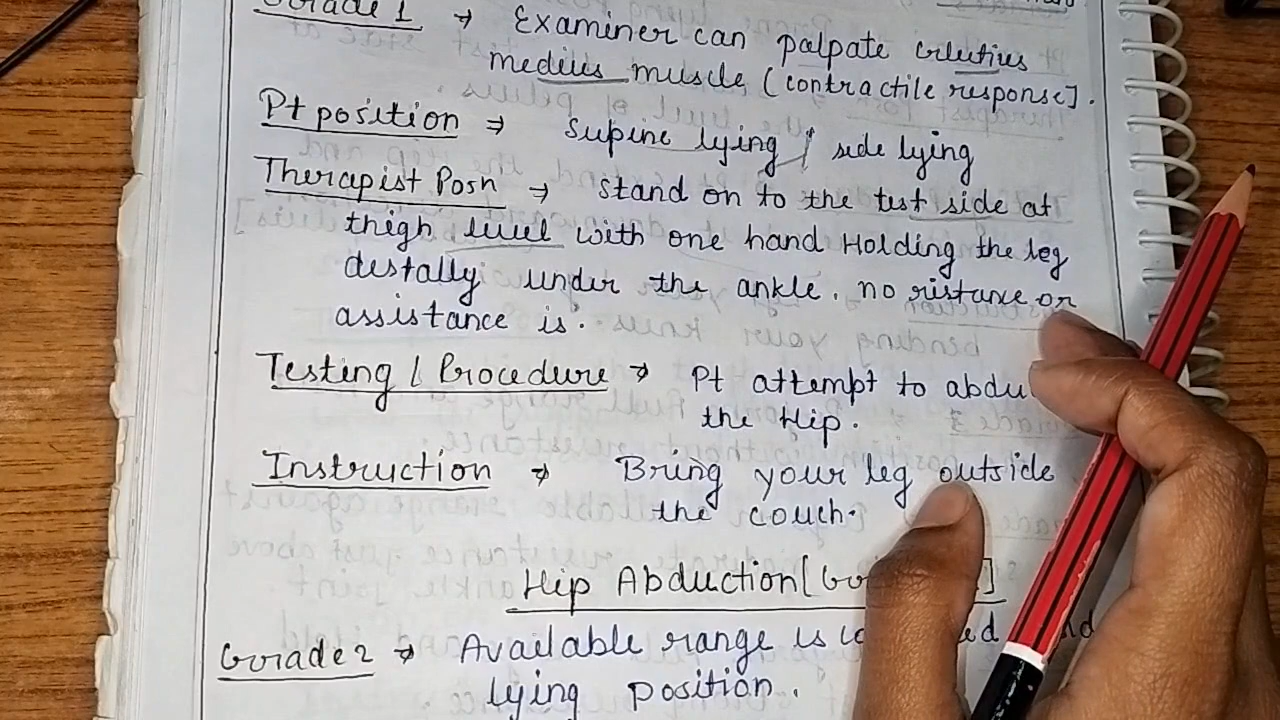 Grade 1 → Examiner can palpate Glutius
medeius muscle (contractile response].
Pt position ⇒ supine lying / side lying
Therapist Posn → stand on to the test side at
thigh level with one hand Holding the leg
destally under the ankle. no ristance or
assistance is.
Testing / Procedure → Pt attempt to abdu
the Hip.
Instruction → Bring your leg outside
the couch.
Hip Abduction [
Grade 2 → Available range is
lying position.